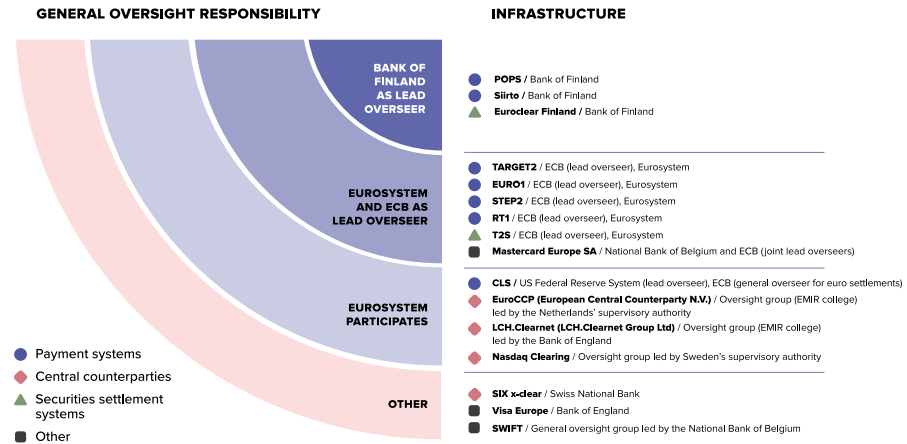 GENERAL OVERSIGHT RESPONSIBILITY
INFRASTRUCTURE
BANK OF
FINLAND
AS LEAD
OVERSEER
POPS / Bank of Finland
Siirto / Bank of Finland
Euroclear Finland / Bank of Finland
EUROSYSTEM
AND ECB AS
LEAD OVERSEER
TARGET2 / ECB (lead overseer), Eurosystem
EURO1 / ECB (lead overseer), Eurosystem
STEP2 / ECB (lead overseer), Eurosystem
RT1 / ECB (lead overseer), Eurosystem
T2S / ECB (lead overseer), Eurosystem
Mastercard Europe SA / National Bank of Belgium and ECB (joint lead overseers)
EUROSYSTEM
PARTICIPATES
CLS / US Federal Reserve System (lead overseer), ECB (general overseer for euro settlements)
EuroCCP (European Central Counterparty N.V.) / Oversight group (EMIR college)
led by the Netherlands' supervisory authority
LCH.Clearnet (LCH.Clearnet Group Ltd) / Oversight group (EMIR college)
led by the Bank of England
Nasdaq Clearing / Oversight group led by Sweden's supervisory authority
OTHER
SIX x-clear / Swiss National Bank
Visa Europe / Bank of England
SWIFT / General oversight group led by the National Bank of Belgium
Payment systems
Central counterparties
Securities settlement
systems
Other